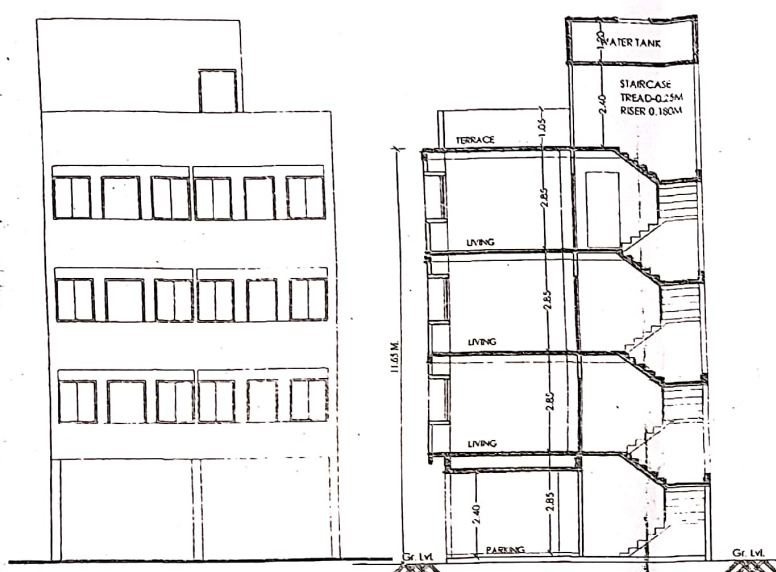 1.20
WATER TANK
STAIRCASE
TREAD-0.25M
RISER 0.180M
2.40
1.05
TERRACE
2.85
LIVING
2.85
LIVING
11.65 M.
2.85
LIVING
2.40
2.85
PARKING
Gr. Lvl.
Gr. Lvl.